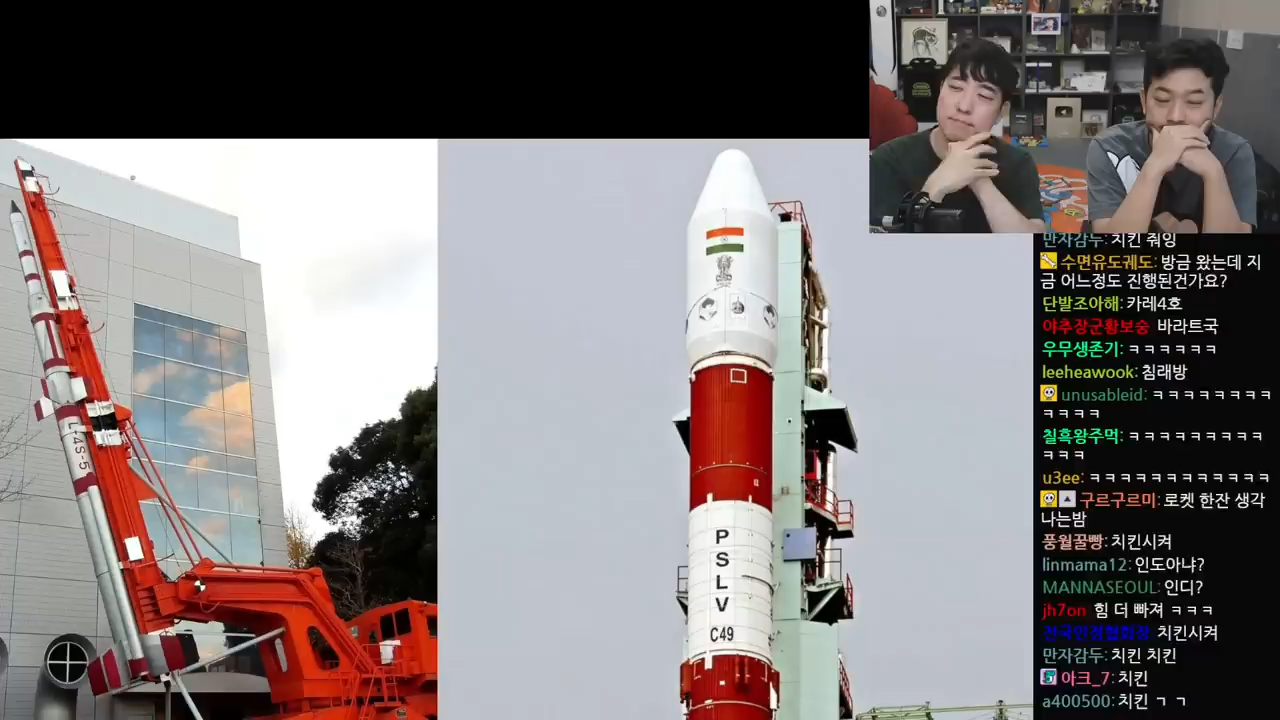 L-4S-5
P
S
L
V
C49
만자감두: 치킨 줘잉
수면유도궤도: 방금 왔는데 지
금 어느정도 진행된건가요?
단발조아해: 카레4호
야추장군황보숭 바라트국
우무생존기: ㅋㅋㅋㅋㅋㅋ
leeheawook: 침래방
unusableid: ㅋㅋㅋㅋㅋㅋㅋㅋ
ㅋㅋㅋㅋ
칠흑왕주먹: ㅋㅋㅋㅋㅋㅋㅋㅋㅋ
ㅋㅋㅋ
u3ee: ㅋㅋㅋㅋㅋㅋㅋㅋㅋㅋㅋㅋ
구르구르미: 로켓 한잔 생각
나는밤
풍월꿀빵: 치킨시켜
linmama12: 인도아냐?
MANNASEOUL: 인디?
jh7on 힘 더 빠져 ㅋㅋㅋ
전국민경협회장 치킨시켜
만자감두: 치킨 치킨
아크_7: 치킨
a400500: 치킨 ㄱ ㄱ